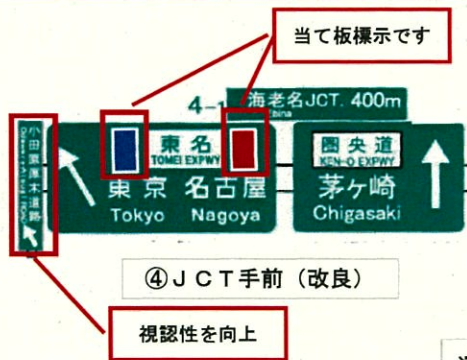 当て板標示です
4-1
海老名JCT. 400m
Ebina
小田原厚木道路
東名
TOMEI EXPWY
東京 名古屋
Tokyo Nagoya
圏央道
KEN-O EXPWY
茅ヶ崎
Chigasaki
④JCT手前(改良)
視認性を向上